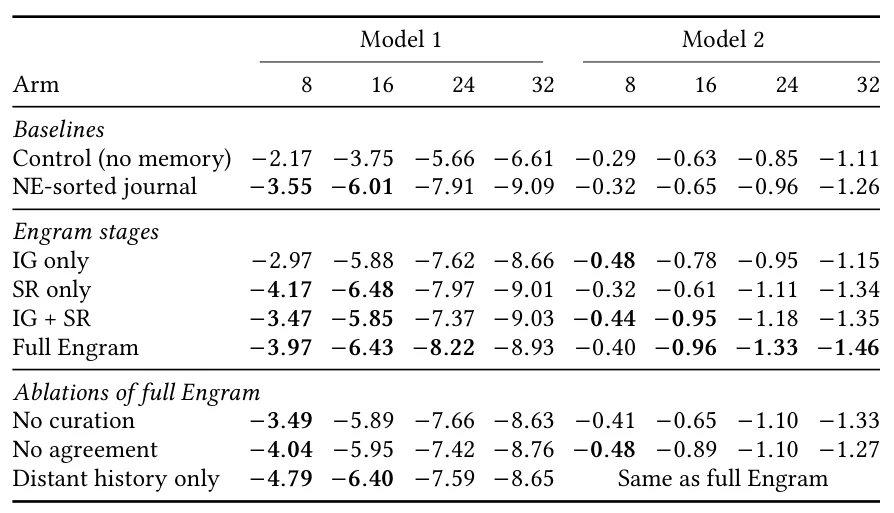 Model 1 Model 2
Arm 8 16 24 32 8 16 24 32
Baselines
Control (no memory) −2.17 −3.75 −5.66 −6.61 −0.29 −0.63 −0.85 −1.11
NE-sorted journal −3.55 −6.01 −7.91 −9.09 −0.32 −0.65 −0.96 −1.26
Engram stages
IG only −2.97 −5.88 −7.62 −8.66 −0.48 −0.78 −0.95 −1.15
SR only −4.17 −6.48 −7.97 −9.01 −0.32 −0.61 −1.11 −1.34
IG + SR −3.47 −5.85 −7.37 −9.03 −0.44 −0.95 −1.18 −1.35
Full Engram −3.97 −6.43 −8.22 −8.93 −0.40 −0.96 −1.33 −1.46
Ablations of full Engram
No curation −3.49 −5.89 −7.66 −8.63 −0.41 −0.65 −1.10 −1.33
No agreement −4.04 −5.95 −7.42 −8.76 −0.48 −0.89 −1.10 −1.27
Distant history only −4.79 −6.40 −7.59 −8.65 Same as full Engram